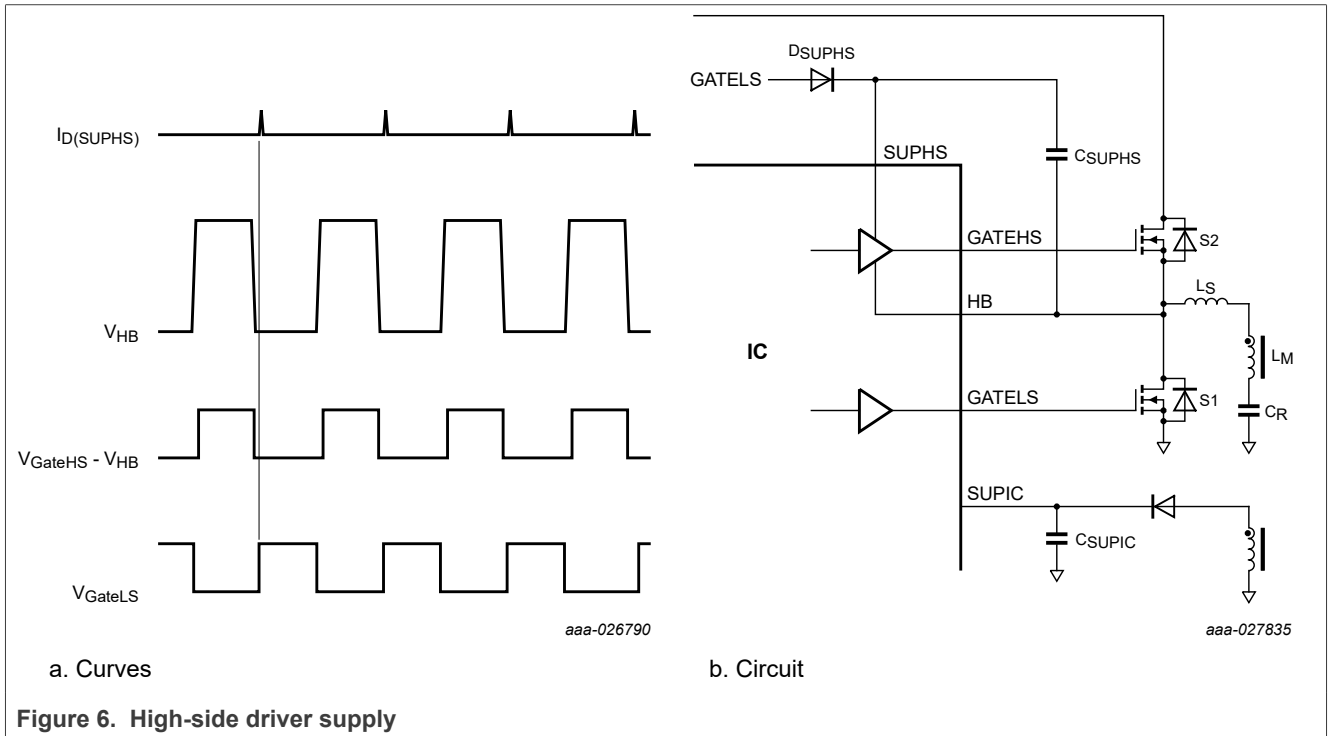 ID(SUPHS)
VHB
VGateHS - VHB
VGateLS
aaa-026790
a. Curves
DSUPHS
GATELS
SUPHS
CSUPHS
GATEHS
S2
LS
HB
IC
LM
GATELS
S1
CR
SUPIC
CSUPIC
aaa-027835
b. Circuit
Figure 6. High-side driver supply